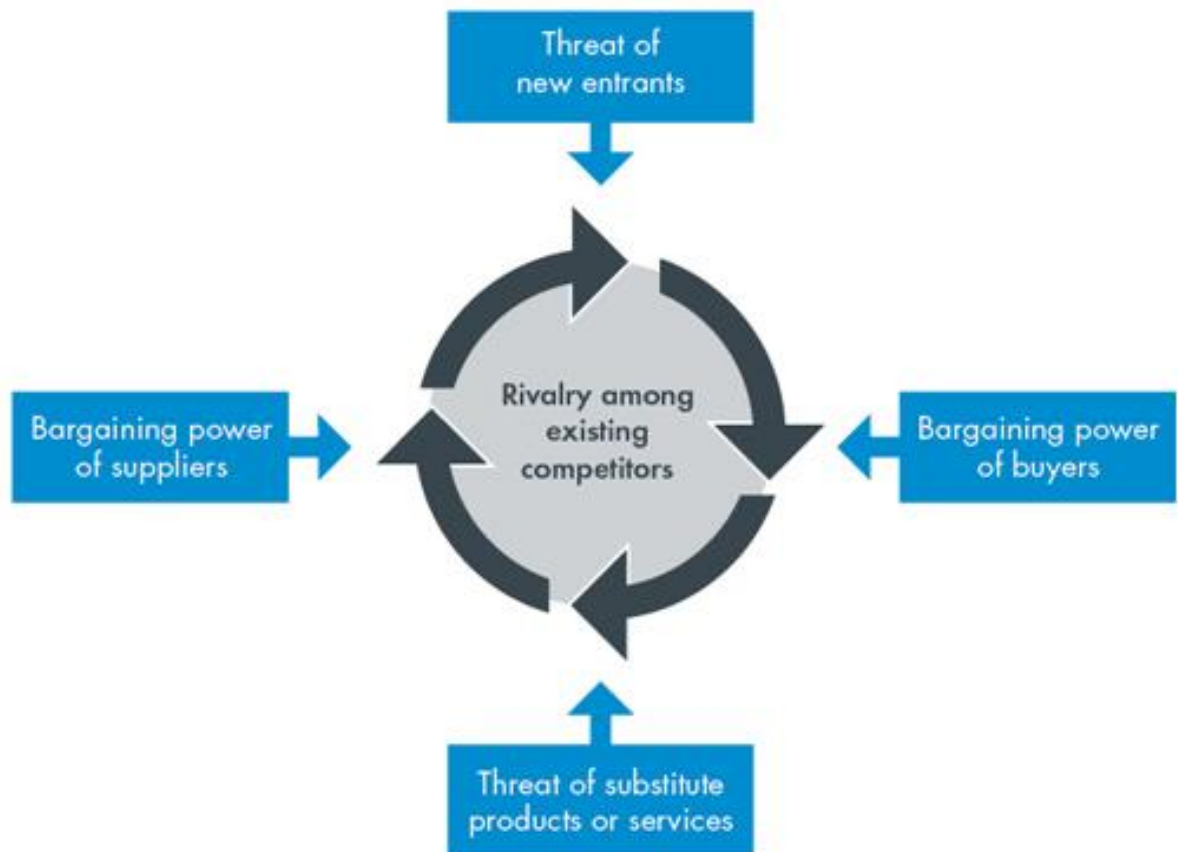 Threat of
new entrants
Bargaining power
of suppliers
Rivalry among
existing
competitors
Bargaining power
of buyers
Threat of substitute
products or services